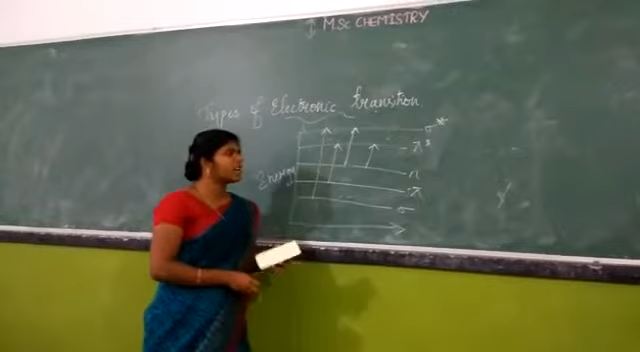 M.Sc CHEMISTRY
Types of Electronic transition
σ*
π*
n
Energy
π
σ